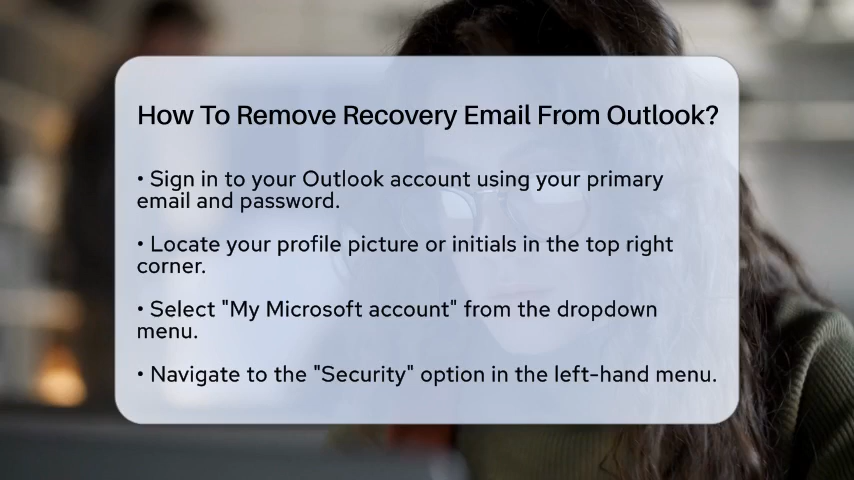 How To Remove Recovery Email From Outlook?
• Sign in to your Outlook account using your primary
email and password.
• Locate your profile picture or initials in the top right
corner.
• Select "My Microsoft account" from the dropdown
menu.
• Navigate to the "Security" option in the left-hand menu.